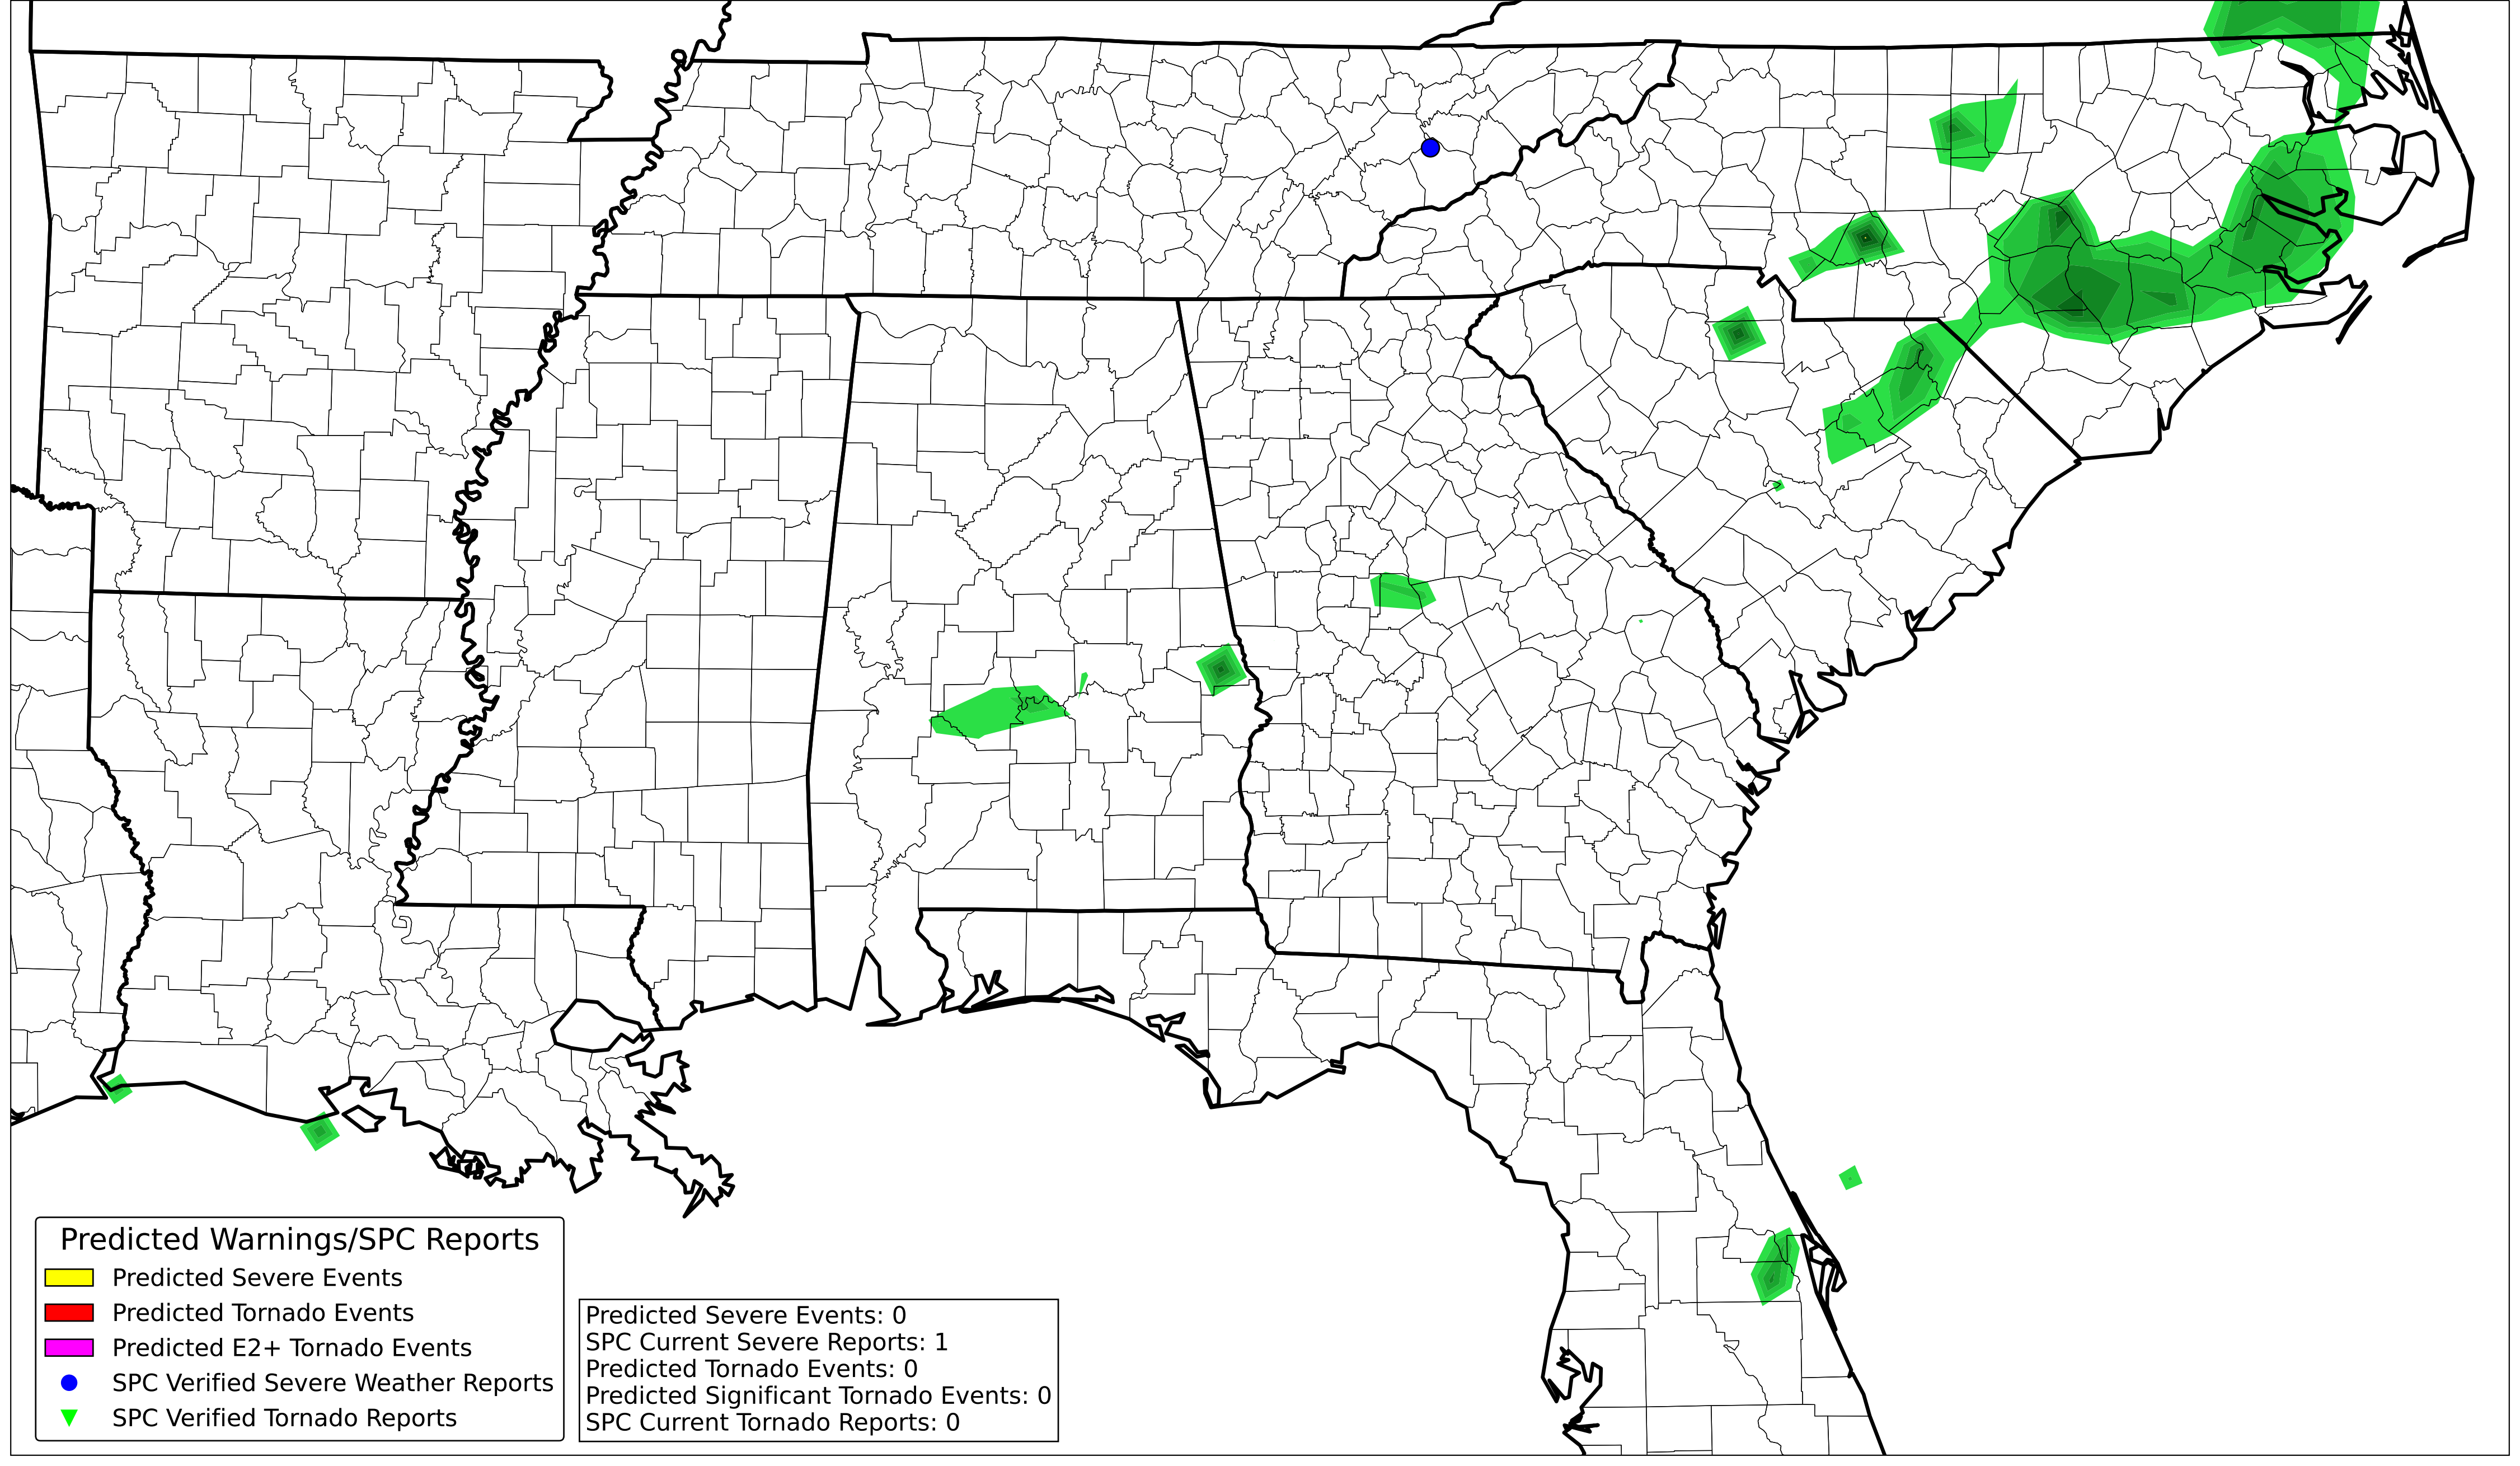 Predicted Warnings/SPC Reports
Predicted Severe Events
Predicted Tornado Events
Predicted E2+ Tornado Events
SPC Verified Severe Weather Reports
SPC Verified Tornado Reports
Predicted Severe Events: 0
SPC Current Severe Reports: 1
Predicted Tornado Events: 0
Predicted Significant Tornado Events: 0
SPC Current Tornado Reports: 0